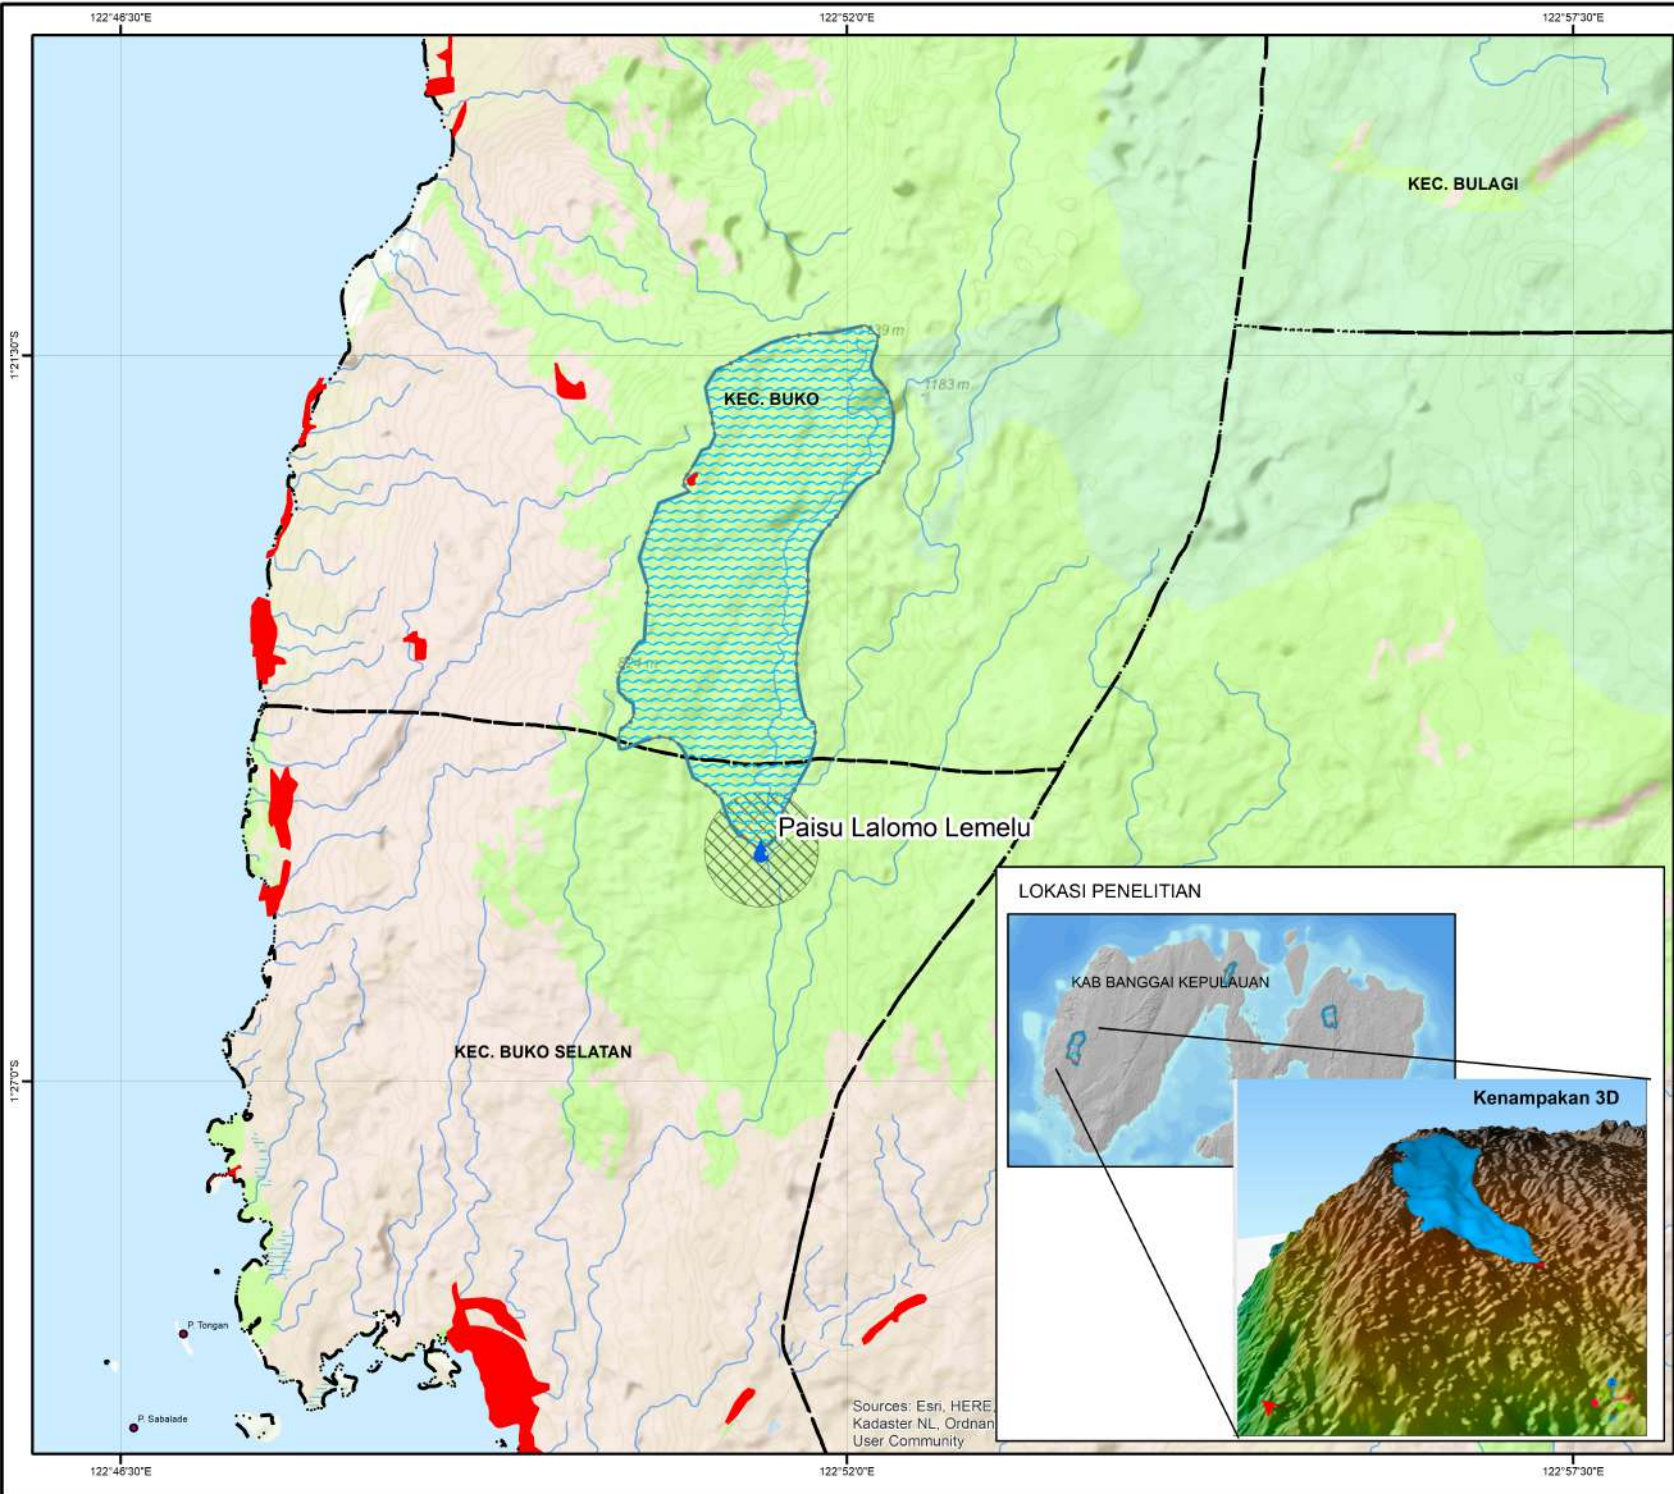 122°46'30"E
122°52'0"E
122°57'30"E
KEC. BULAGI
1°21'30"S
1183 m
KEC. BUKO
Paisu Lalomo Lemelu
LOKASI PENELITIAN
KAB BANGGAI KEPULAUAN
KEC. BUKO SELATAN
1°27'0"S
Kenampakan 3D
P. Tongan
P. Sabalade
Sources: Esri, HERE,
Kadaster NL, Ordnan
User Community
122°46'30"E
122°52'0"E
122°57'30"E